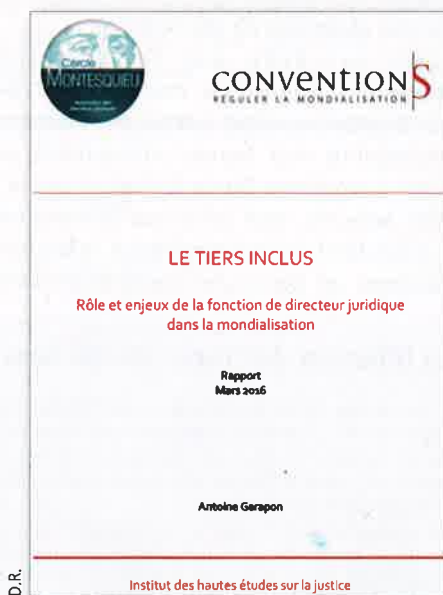 Cercle
MONTESQUIEU
CONVENTIONS
RÉGULER LA MONDIALISATION
LE TIERS INCLUS
Rôle et enjeux de la fonction de directeur juridique
dans la mondialisation
Rapport
Mars 2016
Antoine Garapon
Institut des hautes études sur la justice
D.R.